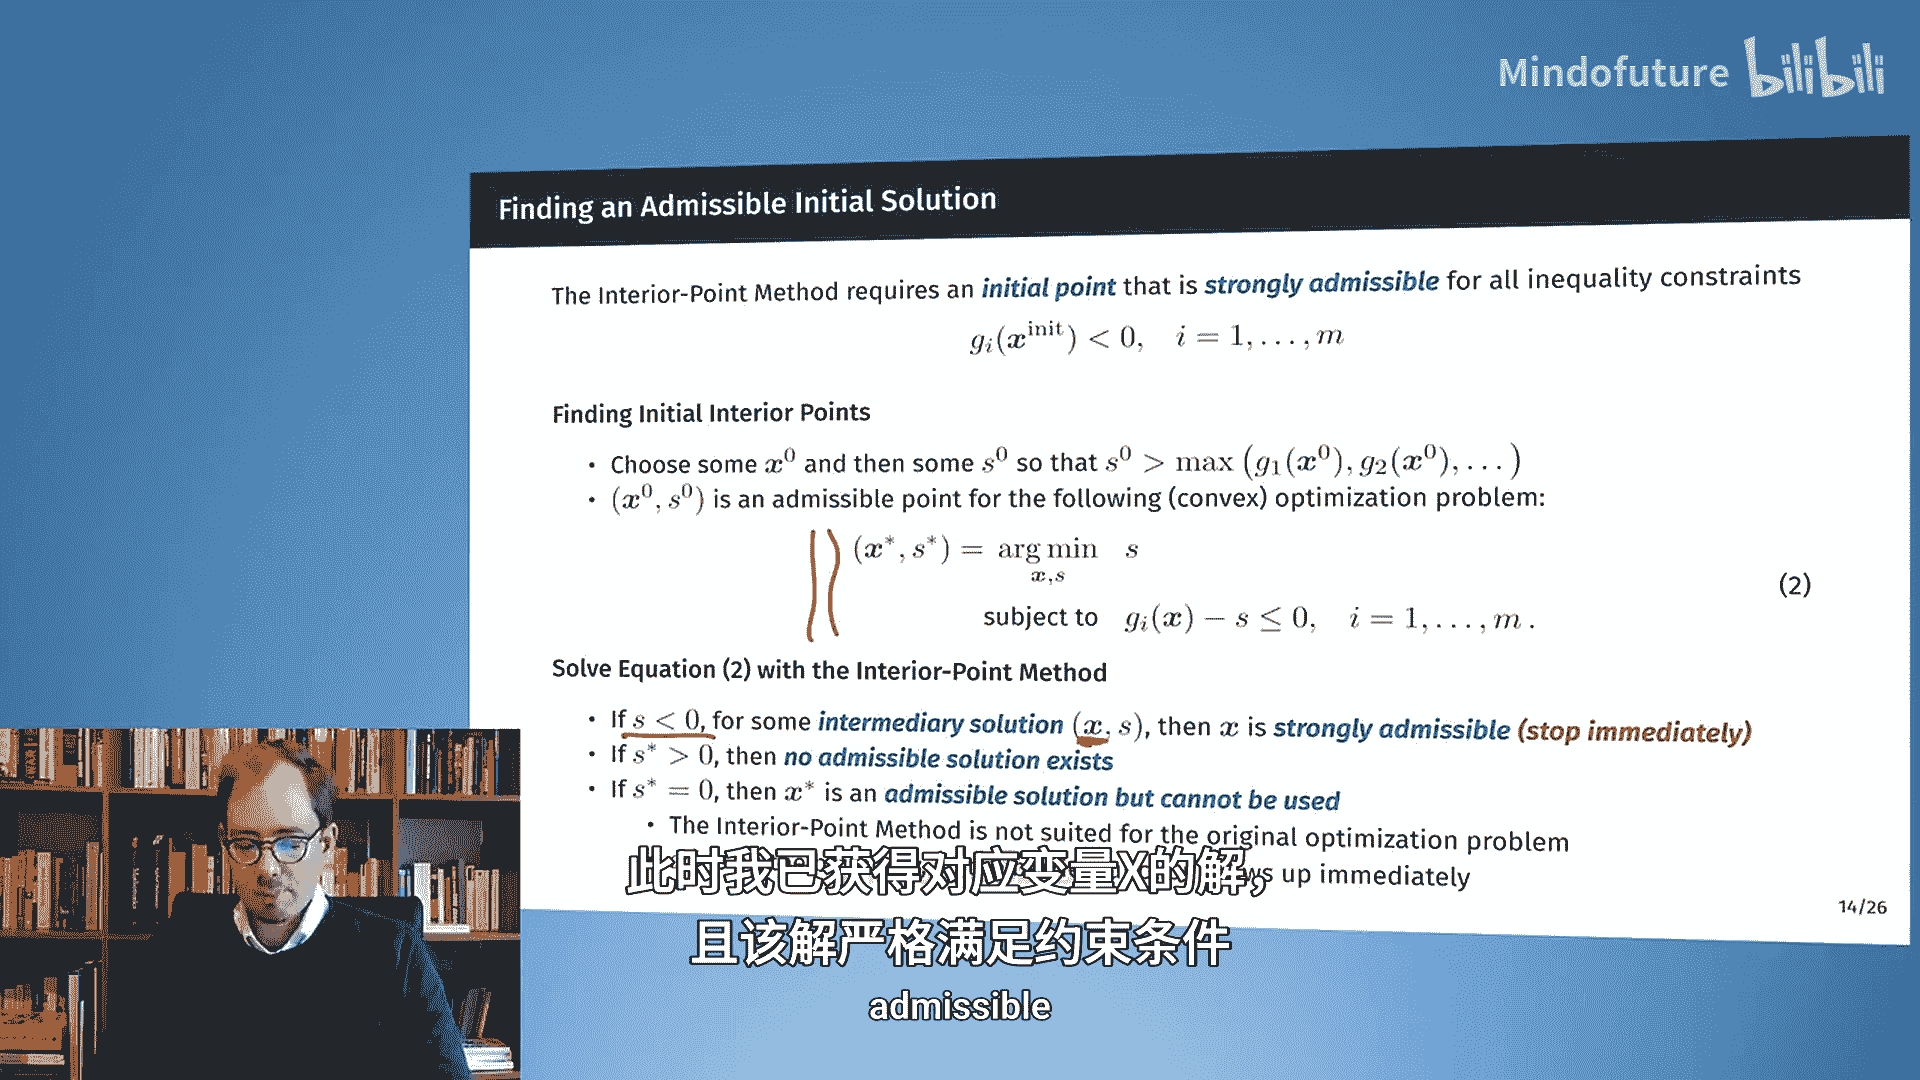 Mindofuture bilibili
Finding an Admissible Initial Solution
The Interior-Point Method requires an initial point that is strongly admissible for all inequality constraints
gᵢ(x^init) < 0, i = 1, . . . , m
Finding Initial Interior Points
• Choose some x⁰ and then some s⁰ so that s⁰ > max (g₁(x⁰), g₂(x⁰), . . . )
• (x⁰, s⁰) is an admissible point for the following (convex) optimization problem:
(x*, s*) = arg min s
x,s
(2)
subject to gᵢ(x) − s ≤ 0, i = 1, . . . , m .
Solve Equation (2) with the Interior-Point Method
• If s < 0, for some intermediary solution (x, s), then x is strongly admissible (stop immediately)
• If s* > 0, then no admissible solution exists
• If s* = 0, then x* is an admissible solution but cannot be used
• The Interior-Point Method is not suited for the original optimization problem
up immediately
14/26
此时我已获得对应变量X的解，
且该解严格满足约束条件
admissible